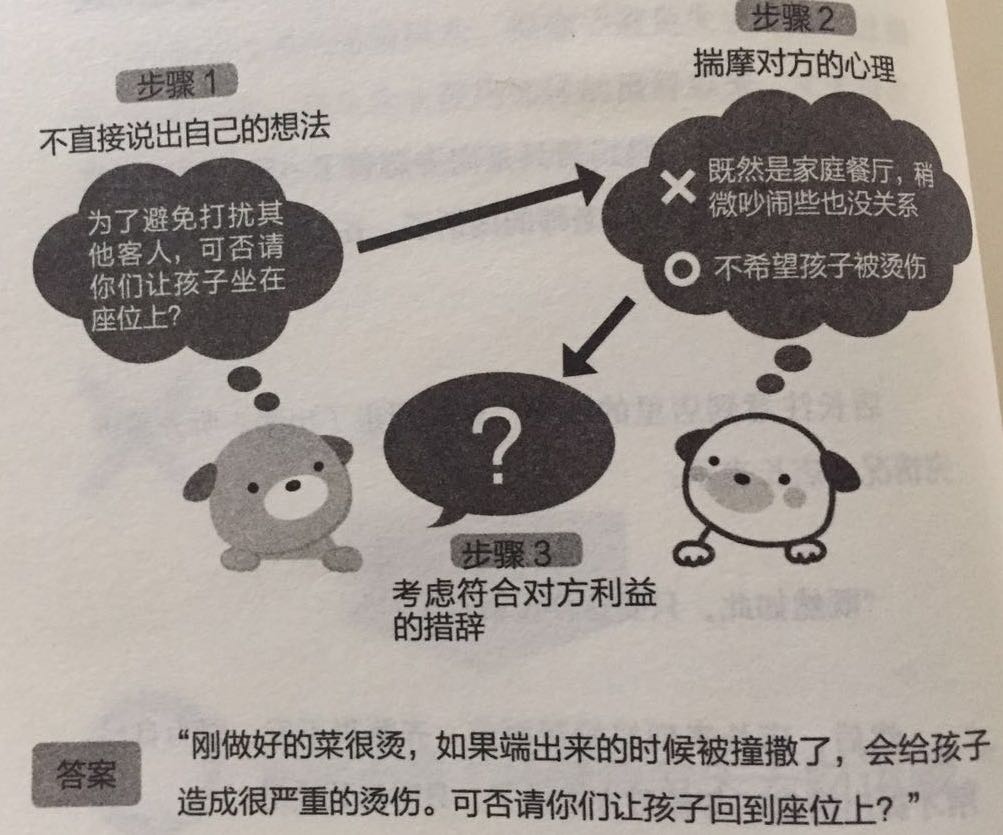 步骤1
不直接说出自己的想法
为了避免打扰其
他客人，可否请
你们让孩子坐在
座位上？
步骤2
揣摩对方的心理
× 既然是家庭餐厅，稍
微吵闹些也没关系
○ 不希望孩子被烫伤
？
步骤3
考虑符合对方利益
的措辞
答案
“刚做好的菜很烫，如果端出来的时候被撞撒了，会给孩子
造成很严重的烫伤。可否请你们让孩子回到座位上？”